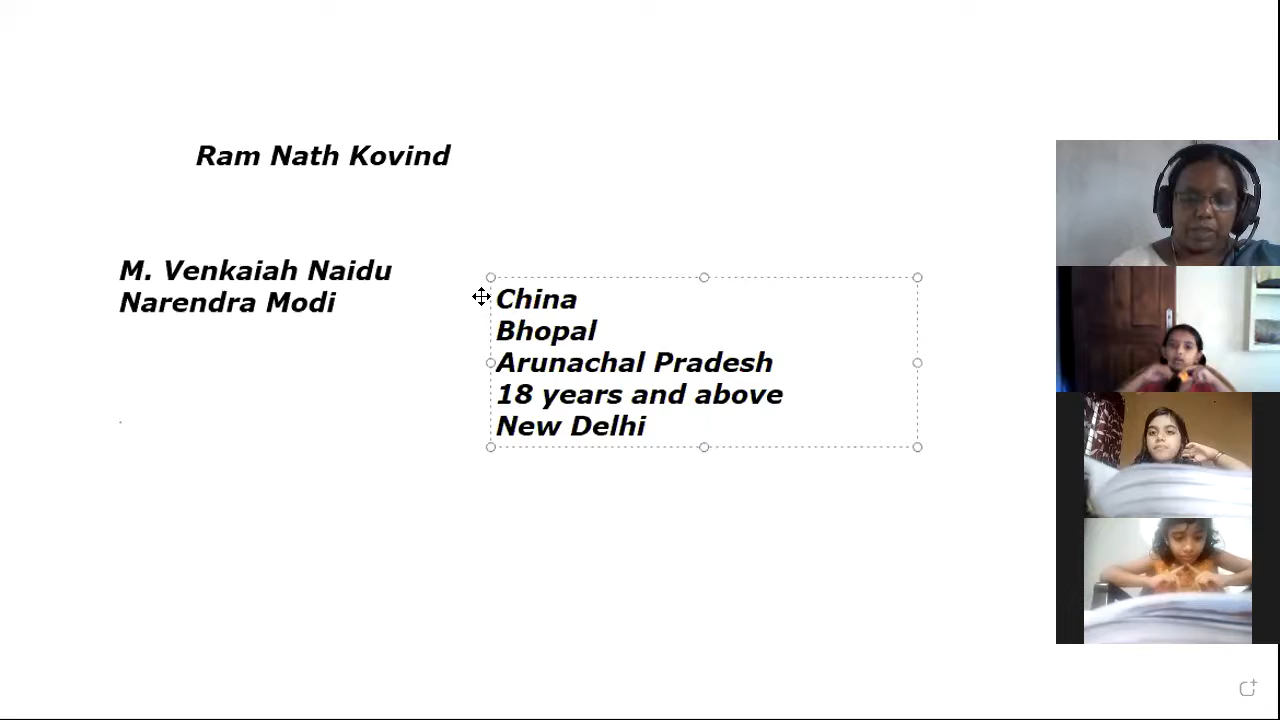 Ram Nath Kovind
M. Venkaiah Naidu
Narendra Modi
China
Bhopal
Arunachal Pradesh
18 years and above
New Delhi